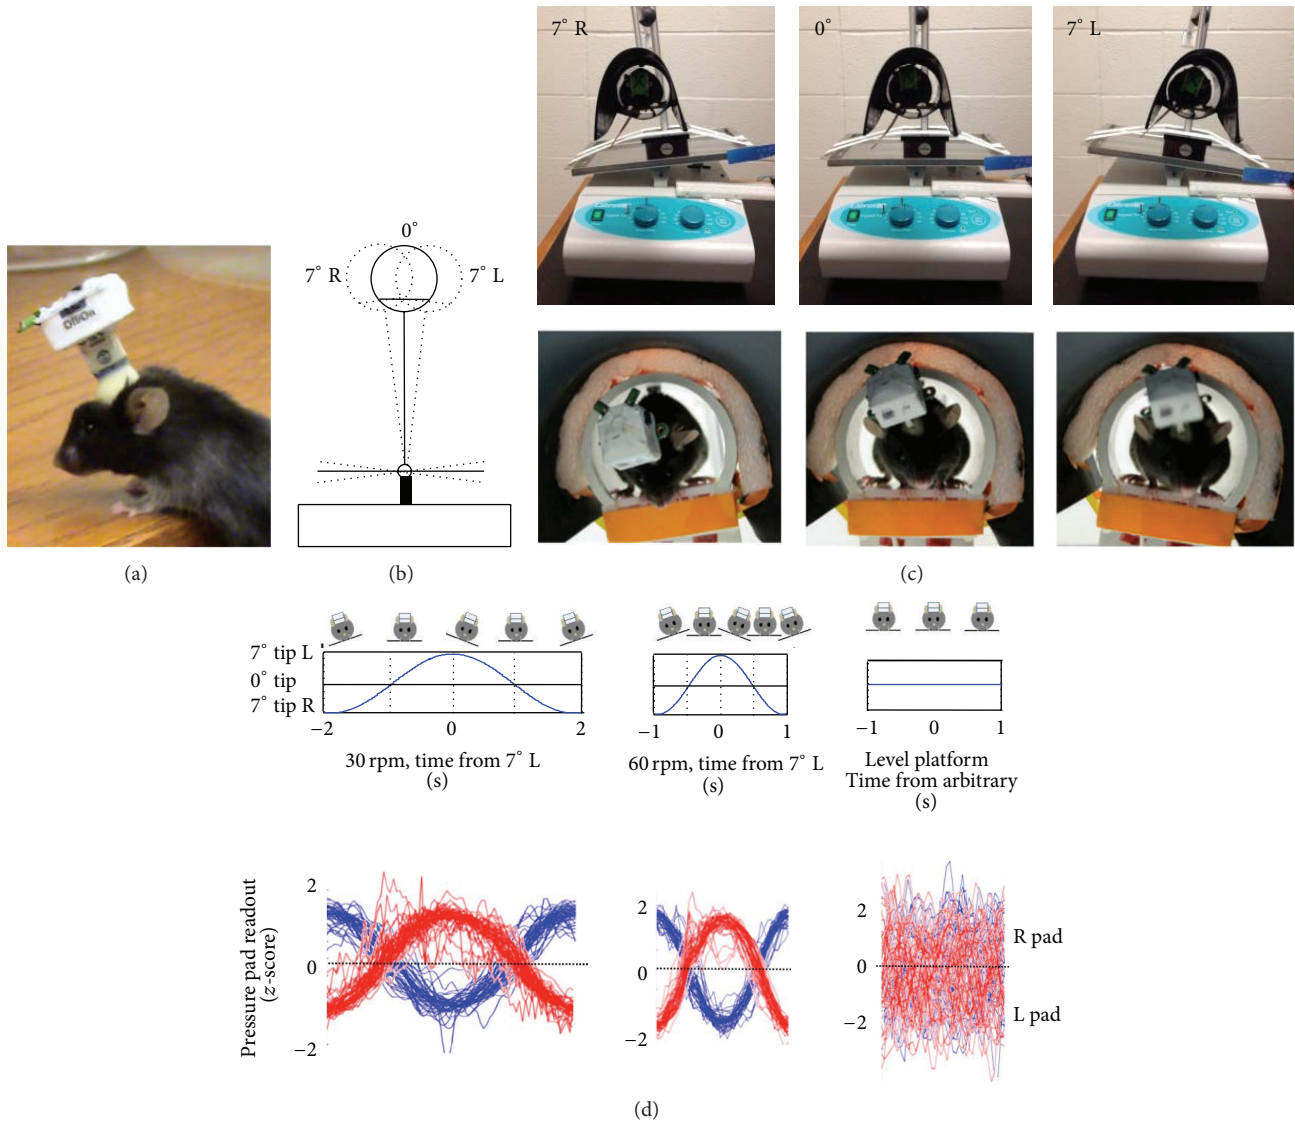 7° R
0°
7° L
0°
7° R
7° L
Off/On
(a)
(b)
(c)
7° tip L
0° tip
7° tip R
−2
0
2
30 rpm, time from 7° L
(s)
−1
0
1
60 rpm, time from 7° L
(s)
−1
0
1
Level platform
Time from arbitrary
(s)
Pressure pad readout
(z-score)
2
0
−2
2
0
−2
2
0
−2
R pad
L pad
(d)